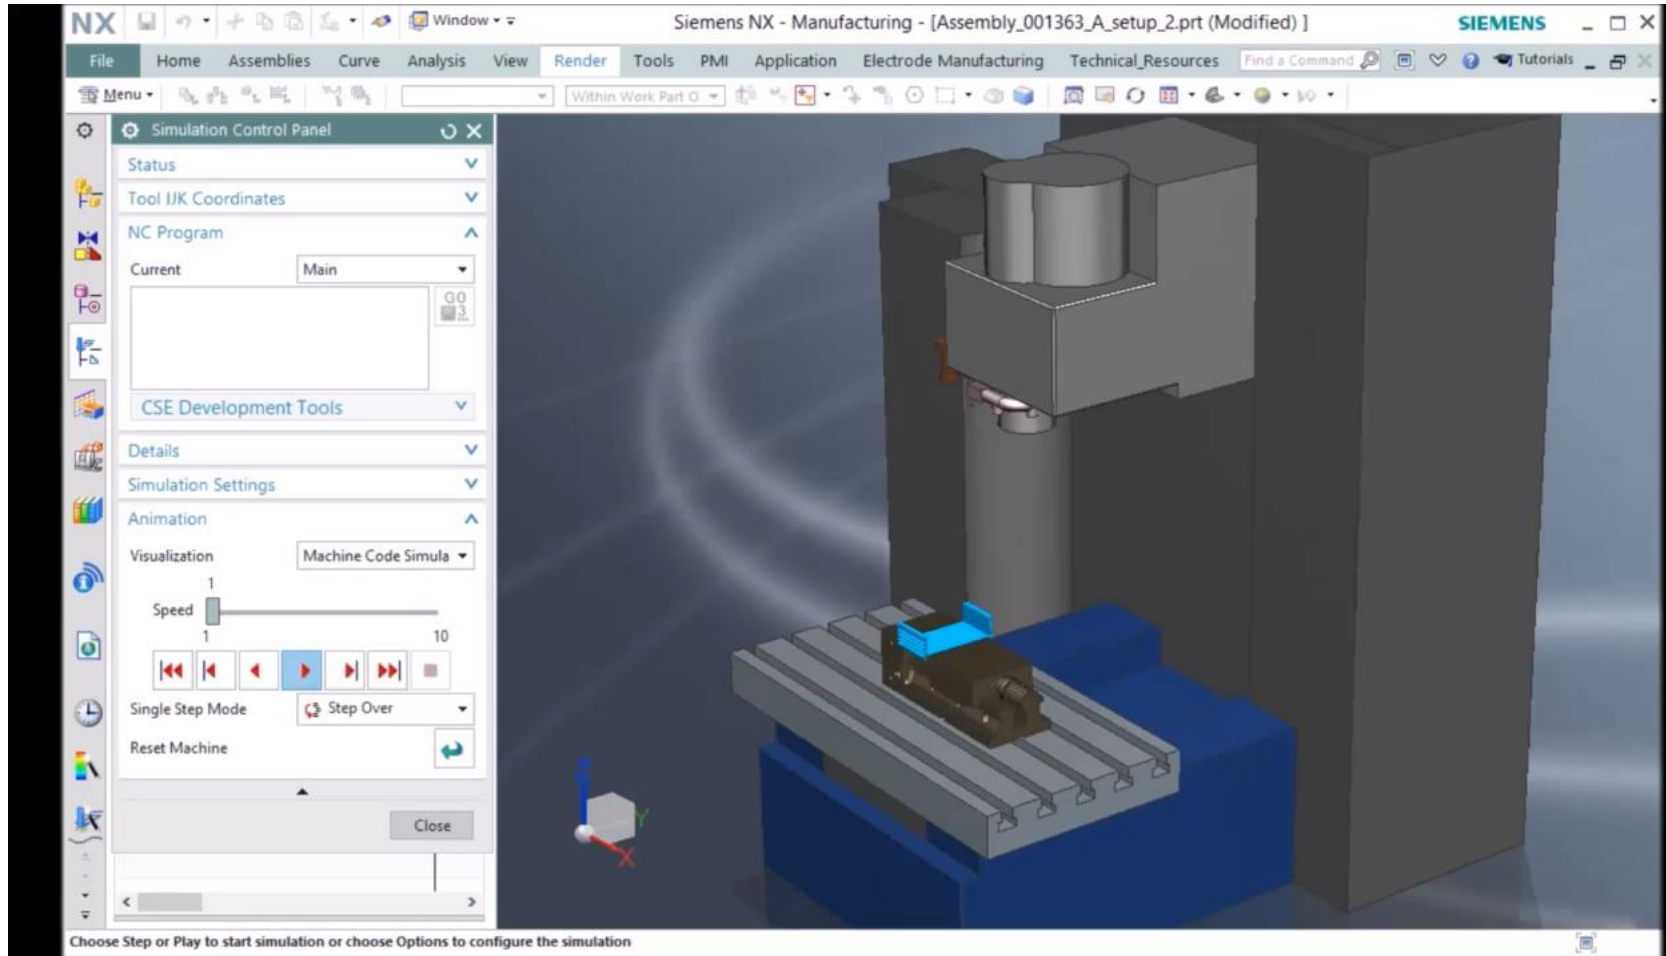 NX Window Siemens NX - Manufacturing - [Assembly_001363_A_setup_2.prt (Modified) ] SIEMENS
File Home Assemblies Curve Analysis View Render Tools PMI Application Electrode Manufacturing Technical_Resources Find a Command Tutorials
Menu Within Work Part O
Simulation Control Panel
Status
Tool IJK Coordinates
NC Program
Current Main
G0
3
CSE Development Tools
Details
Simulation Settings
Animation
Visualization Machine Code Simula
1
Speed
1 10
Single Step Mode Step Over
Reset Machine
Close
Z
Y
X
Choose Step or Play to start simulation or choose Options to configure the simulation